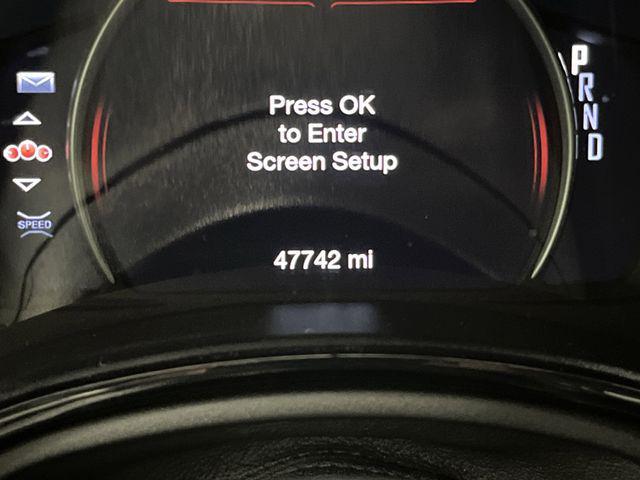 Press OK
to Enter
Screen Setup
47742 mi
SPEED
P
R
N
D